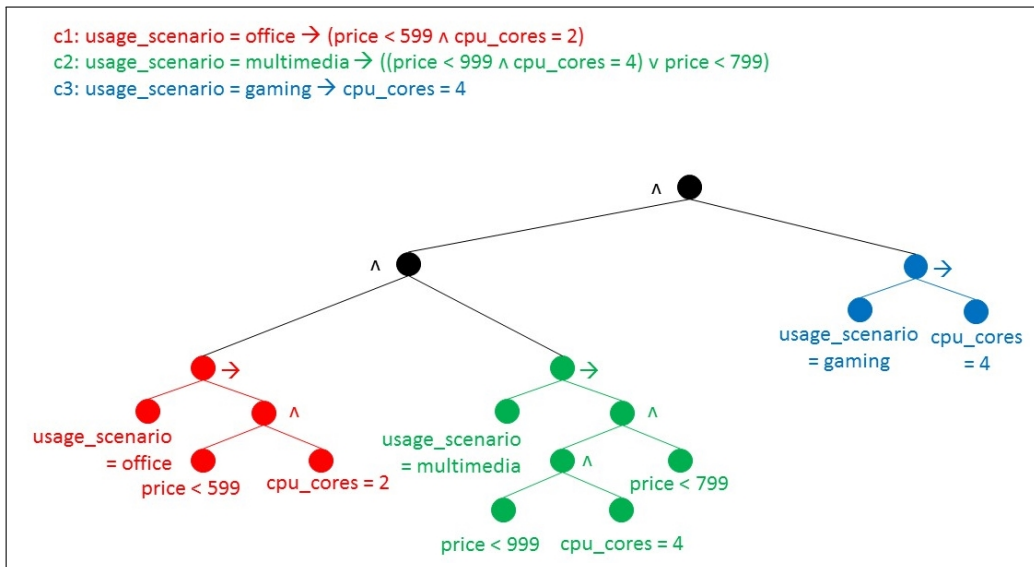 c1: usage_scenario = office → (price < 599 ∧ cpu_cores = 2)
c2: usage_scenario = multimedia → ((price < 999 ∧ cpu_cores = 4) ∨ price < 799)
c3: usage_scenario = gaming → cpu_cores = 4
∧
∧
→
usage_scenario
= gaming
cpu_cores
= 4
→
∧
usage_scenario
= office
price < 599
cpu_cores = 2
→
∧
usage_scenario
= multimedia
∧
price < 799
price < 999
cpu_cores = 4